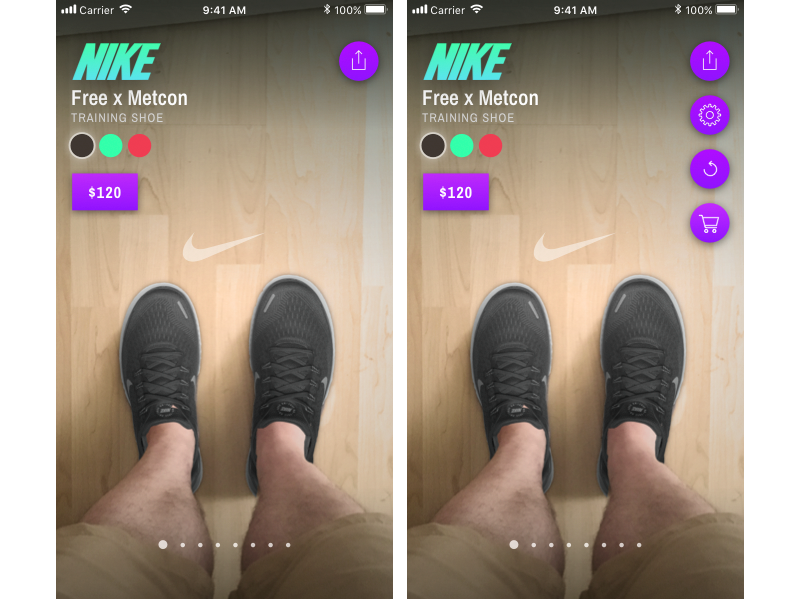 Carrier 9:41 AM 100%
NIKE
Free x Metcon
TRAINING SHOE
$120
Carrier 9:41 AM 100%
NIKE
Free x Metcon
TRAINING SHOE
$120